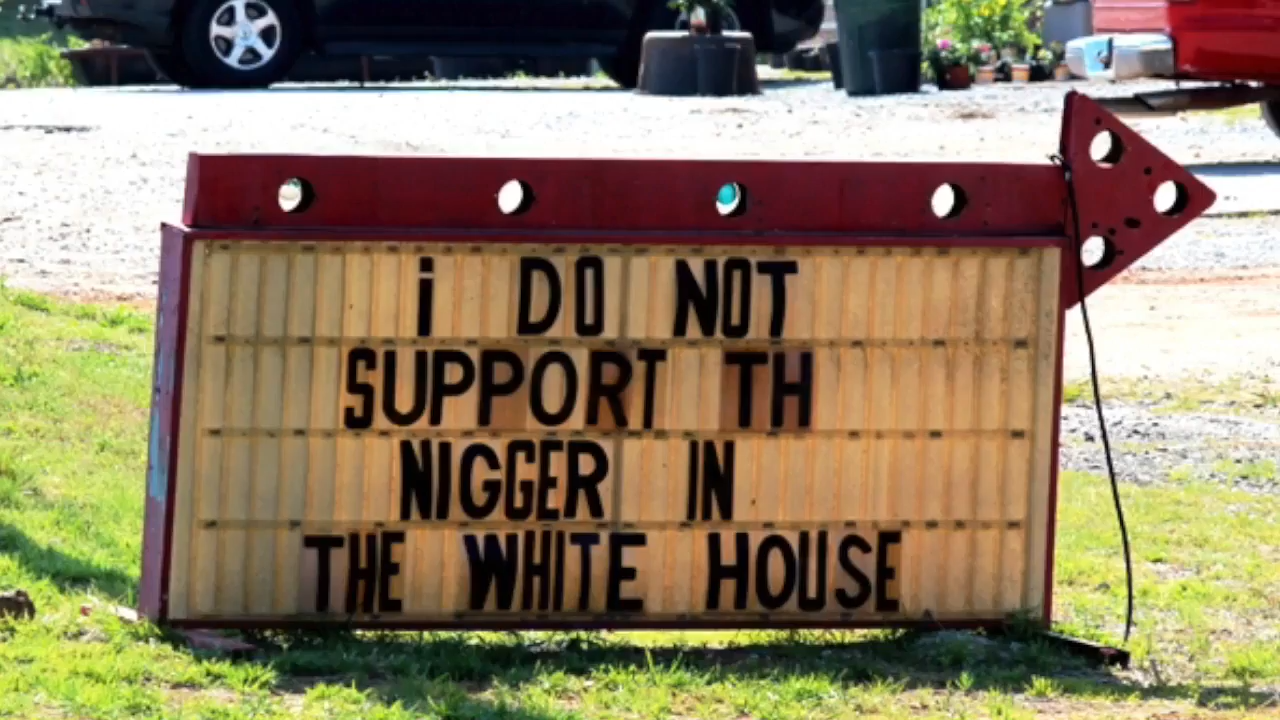 i DO NOT
SUPPORT TH
NIGGER IN
THE WHITE HOUSE